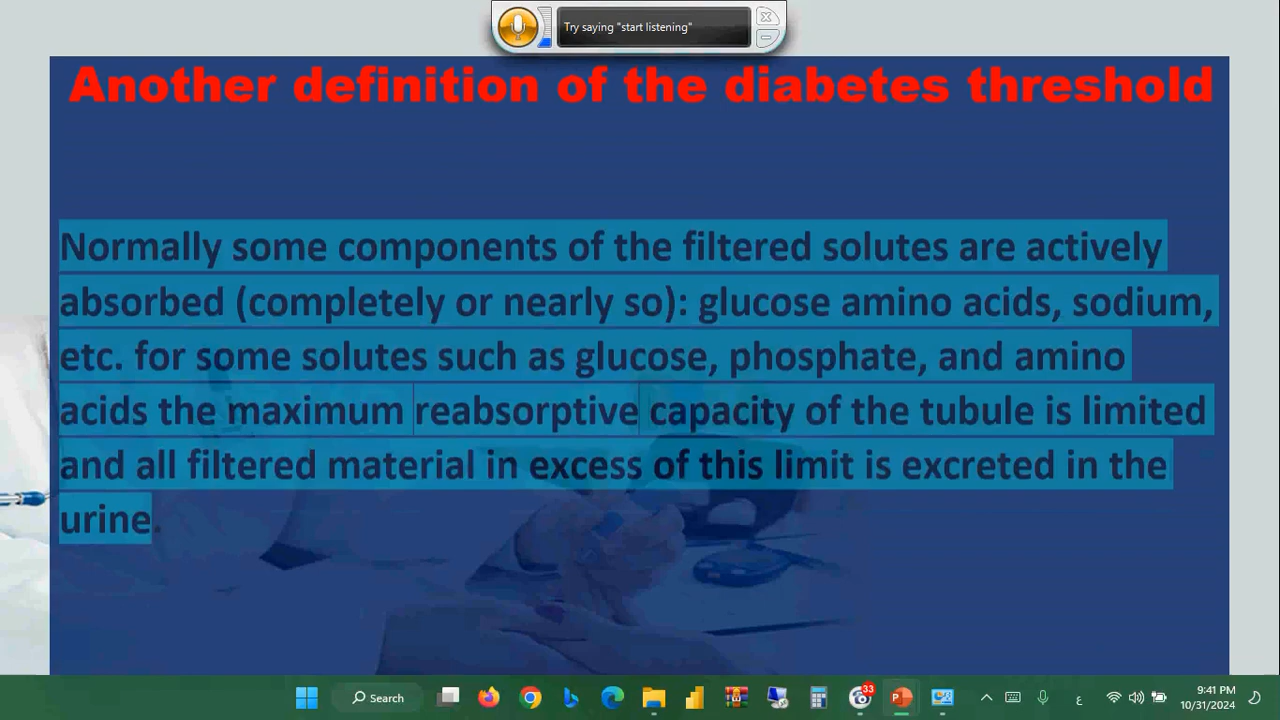 Try saying "start listening"
Another definition of the diabetes threshold
Normally some components of the filtered solutes are actively
absorbed (completely or nearly so): glucose amino acids, sodium,
etc. for some solutes such as glucose, phosphate, and amino
acids the maximum reabsorptive capacity of the tubule is limited
and all filtered material in excess of this limit is excreted in the
urine.
Search
33
ع
9:41 PM
10/31/2024